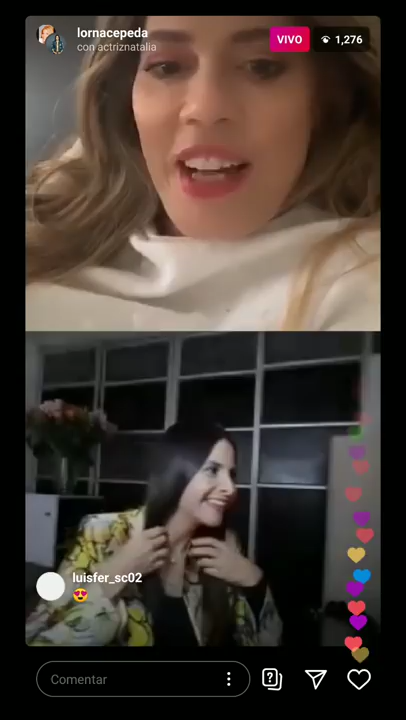 lornacepeda
con actriznatalia
VIVO
1,276
luisfer_sc02
😍
Comentar